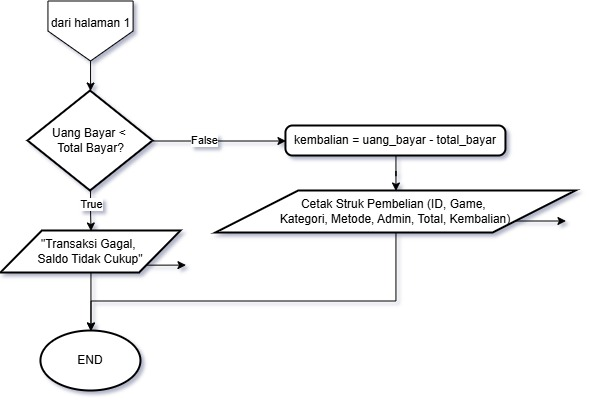 dari halaman 1
Uang Bayar <
Total Bayar?
False
kembalian = uang_bayar - total_bayar
True
Cetak Struk Pembelian (ID, Game,
Kategori, Metode, Admin, Total, Kembalian)
"Transaksi Gagal,
Saldo Tidak Cukup"
END